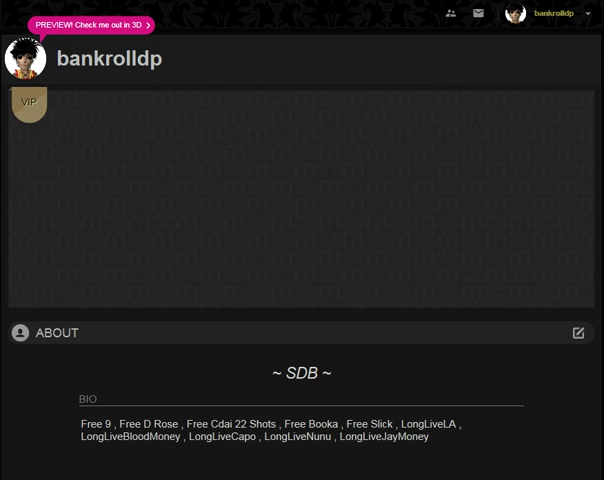 PREVIEW! Check me out in 3D
bankrolldp
bankrolldp
VIP
ABOUT
~ SDB ~
BIO
Free 9 , Free D Rose , Free Cdai 22 Shots , Free Booka , Free Slick , LongLiveLA ,
LongLiveBloodMoney , LongLiveCapo , LongLiveNunu , LongLiveJayMoney